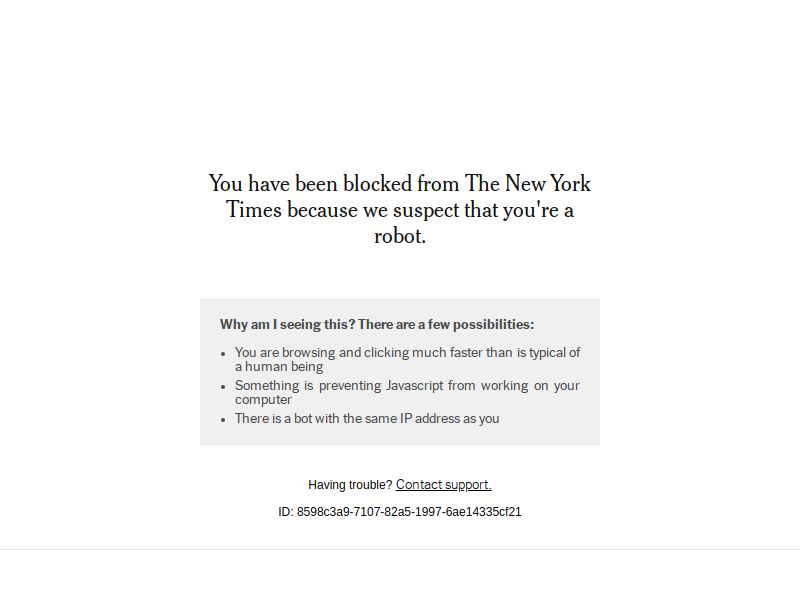 You have been blocked from The New York
Times because we suspect that you're a
robot.
Why am I seeing this? There are a few possibilities:
• You are browsing and clicking much faster than is typical of
a human being
• Something is preventing Javascript from working on your
computer
• There is a bot with the same IP address as you
Having trouble? Contact support.
ID: 8598c3a9-7107-82a5-1997-6ae14335cf21